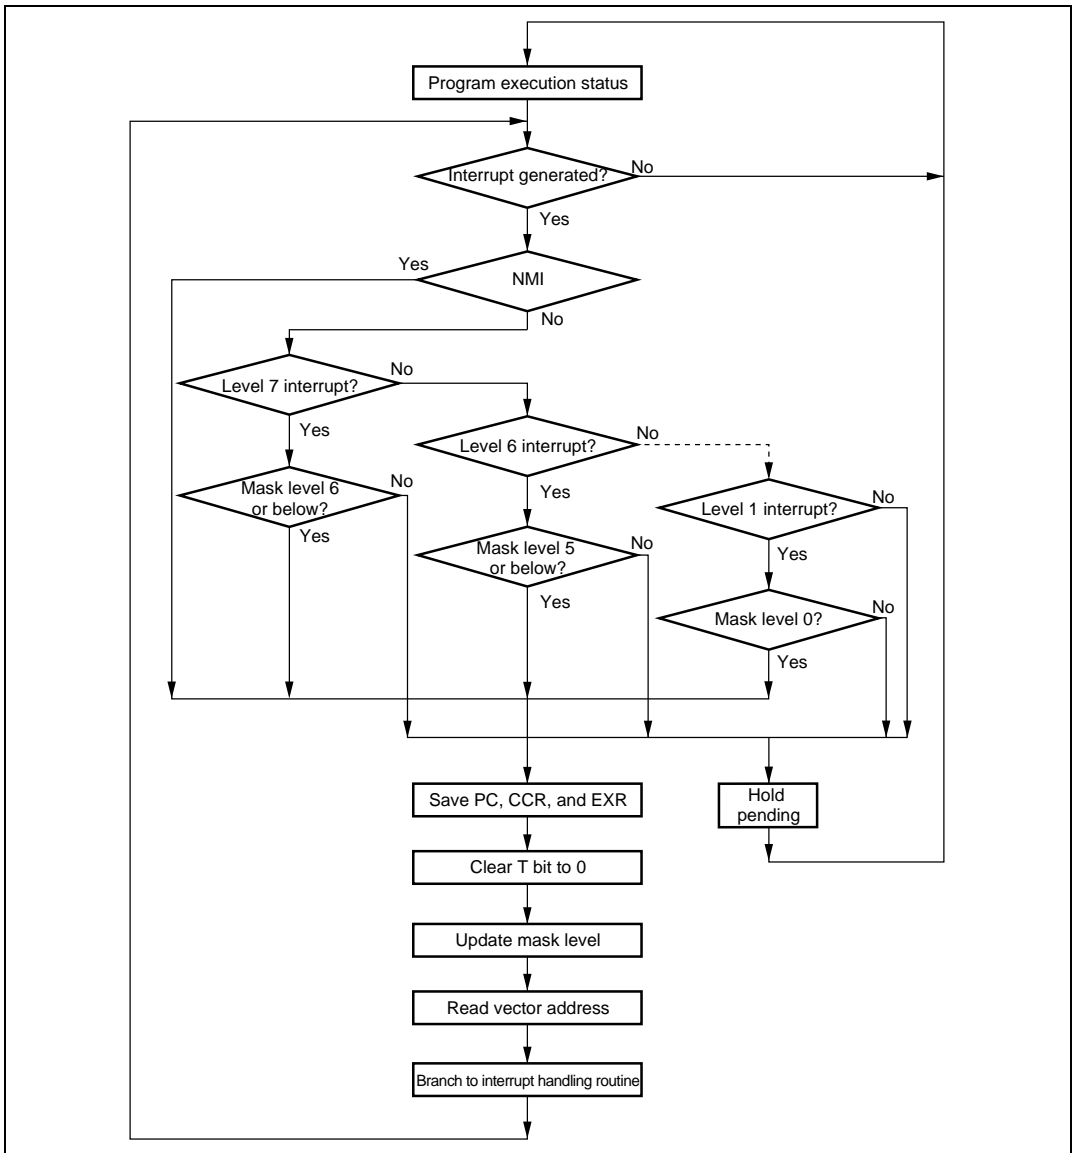 Program execution status
Interrupt generated?
No
Yes
Yes
NMI
No
Level 7 interrupt?
No
Yes
Level 6 interrupt?
No
Yes
Mask level 6
or below?
No
Yes
Level 1 interrupt?
No
Yes
Mask level 5
or below?
No
Yes
Mask level 0?
No
Yes
Save PC, CCR, and EXR
Hold
pending
Clear T bit to 0
Update mask level
Read vector address
Branch to interrupt handling routine